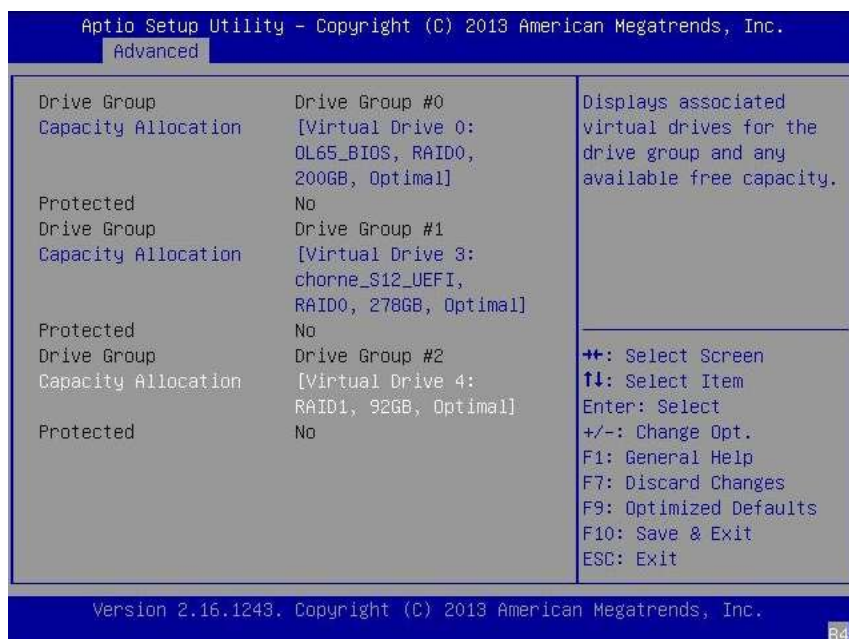 Aptio Setup Utility – Copyright (C) 2013 American Megatrends, Inc.
Advanced
Drive Group Drive Group #0
Capacity Allocation [Virtual Drive 0:
OL65_BIOS, RAID0,
200GB, Optimal]
Protected No
Drive Group Drive Group #1
Capacity Allocation [Virtual Drive 3:
chorne_S12_UEFI,
RAID0, 278GB, Optimal]
Protected No
Drive Group Drive Group #2
Capacity Allocation [Virtual Drive 4:
RAID1, 92GB, Optimal]
Protected No
Displays associated
virtual drives for the
drive group and any
available free capacity.
→←: Select Screen
↑↓: Select Item
Enter: Select
+/-: Change Opt.
F1: General Help
F7: Discard Changes
F9: Optimized Defaults
F10: Save & Exit
ESC: Exit
Version 2.16.1243. Copyright (C) 2013 American Megatrends, Inc.